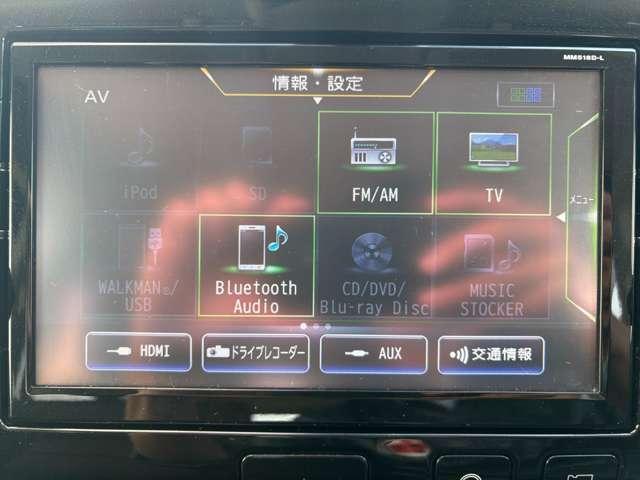 MM518D-L
情報・設定
AV
iPod
SD
FM/AM
TV
メニュー
WALKMAN®/
USB
Bluetooth
Audio
CD/DVD/
Blu-ray Disc
MUSIC
STOCKER
HDMI
ドライブレコーダー
AUX
交通情報